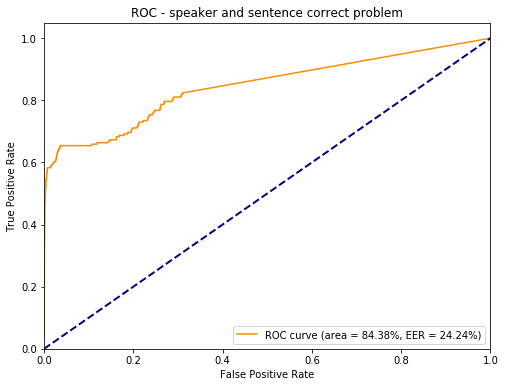 ROC - speaker and sentence correct problem
True Positive Rate
1.0
0.8
0.6
0.4
0.2
0.0
0.0 0.2 0.4 0.6 0.8 1.0
False Positive Rate
ROC curve (area = 84.38%, EER = 24.24%)